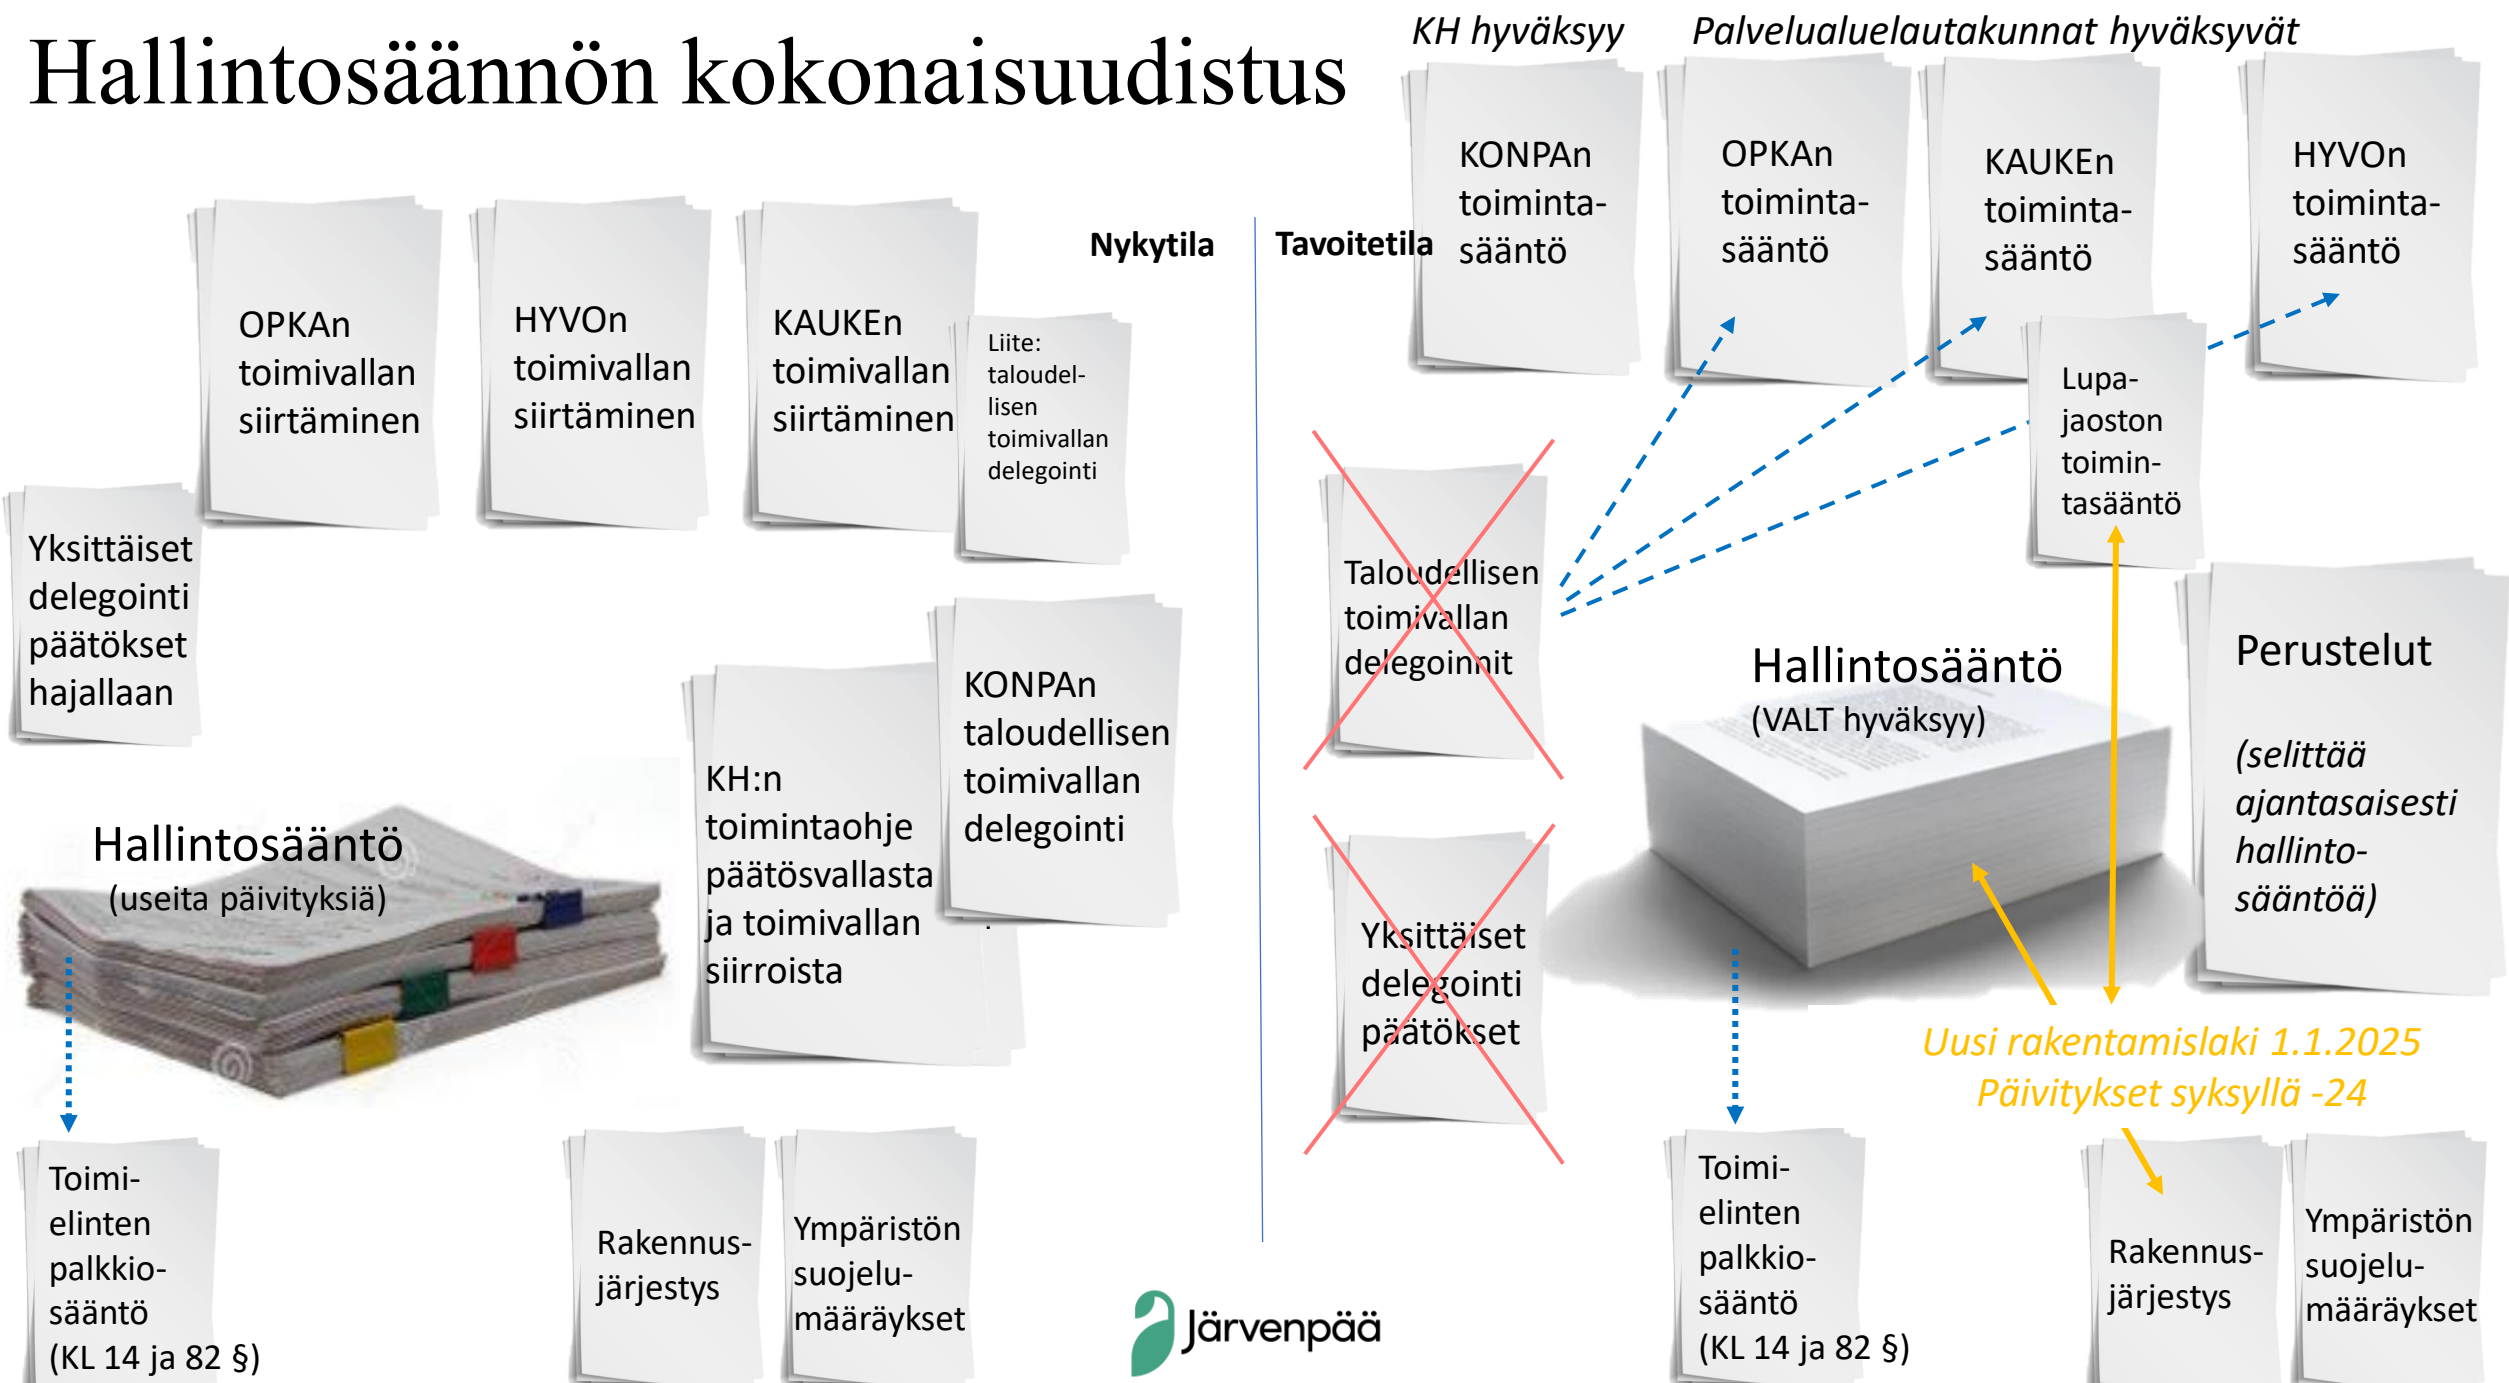 Hallintosäännön kokonaisuudistus
KH hyväksyy
Palvelualuelautakunnat hyväksyvät
Nykytila
Tavoitetila
OPKAn
toimivallan
siirtäminen
HYVOn
toimivallan
siirtäminen
KAUKEn
toimivallan
siirtäminen
Liite:
taloudel-
lisen
toimivallan
delegointi
Yksittäiset
delegointi
päätökset
hajallaan
Hallintosääntö
(useita päivityksiä)
KH:n
toimintaohje
päätösvallasta
ja toimivallan
siirroista
KONPAn
taloudellisen
toimivallan
delegointi
Toimi-
elinten
palkkio-
sääntö
(KL 14 ja 82 §)
Rakennus-
järjestys
Ympäristön
suojelu-
määräykset
KONPAn
toiminta-
sääntö
OPKAn
toiminta-
sääntö
KAUKEn
toiminta-
sääntö
HYVOn
toiminta-
sääntö
Lupa-
jaoston
toimin-
tasääntö
Taloudellisen
toimivallan
delegoinnit
Yksittäiset
delegointi
päätökset
Hallintosääntö
(VALT hyväksyy)
Perustelut
(selittää
ajantasaisesti
hallinto-
sääntöä)
Uusi rakentamislaki 1.1.2025
Päivitykset syksyllä -24
Toimi-
elinten
palkkio-
sääntö
(KL 14 ja 82 §)
Rakennus-
järjestys
Ympäristön
suojelu-
määräykset
Järvenpää